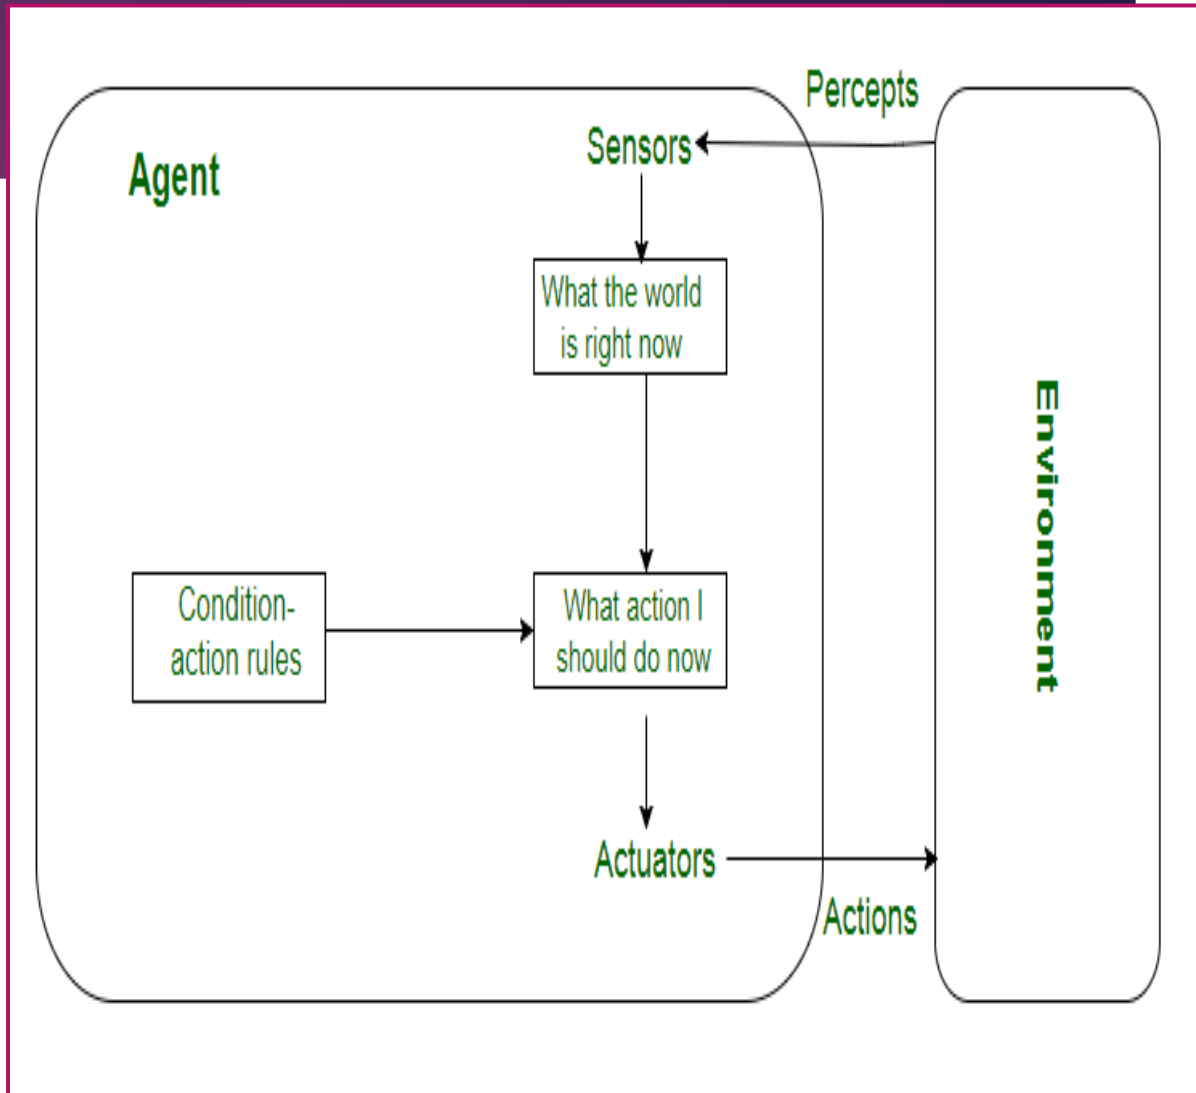 Percepts
Sensors
Agent
What the world
is right now
Environment
Condition-
action rules
What action I
should do now
Actuators
Actions